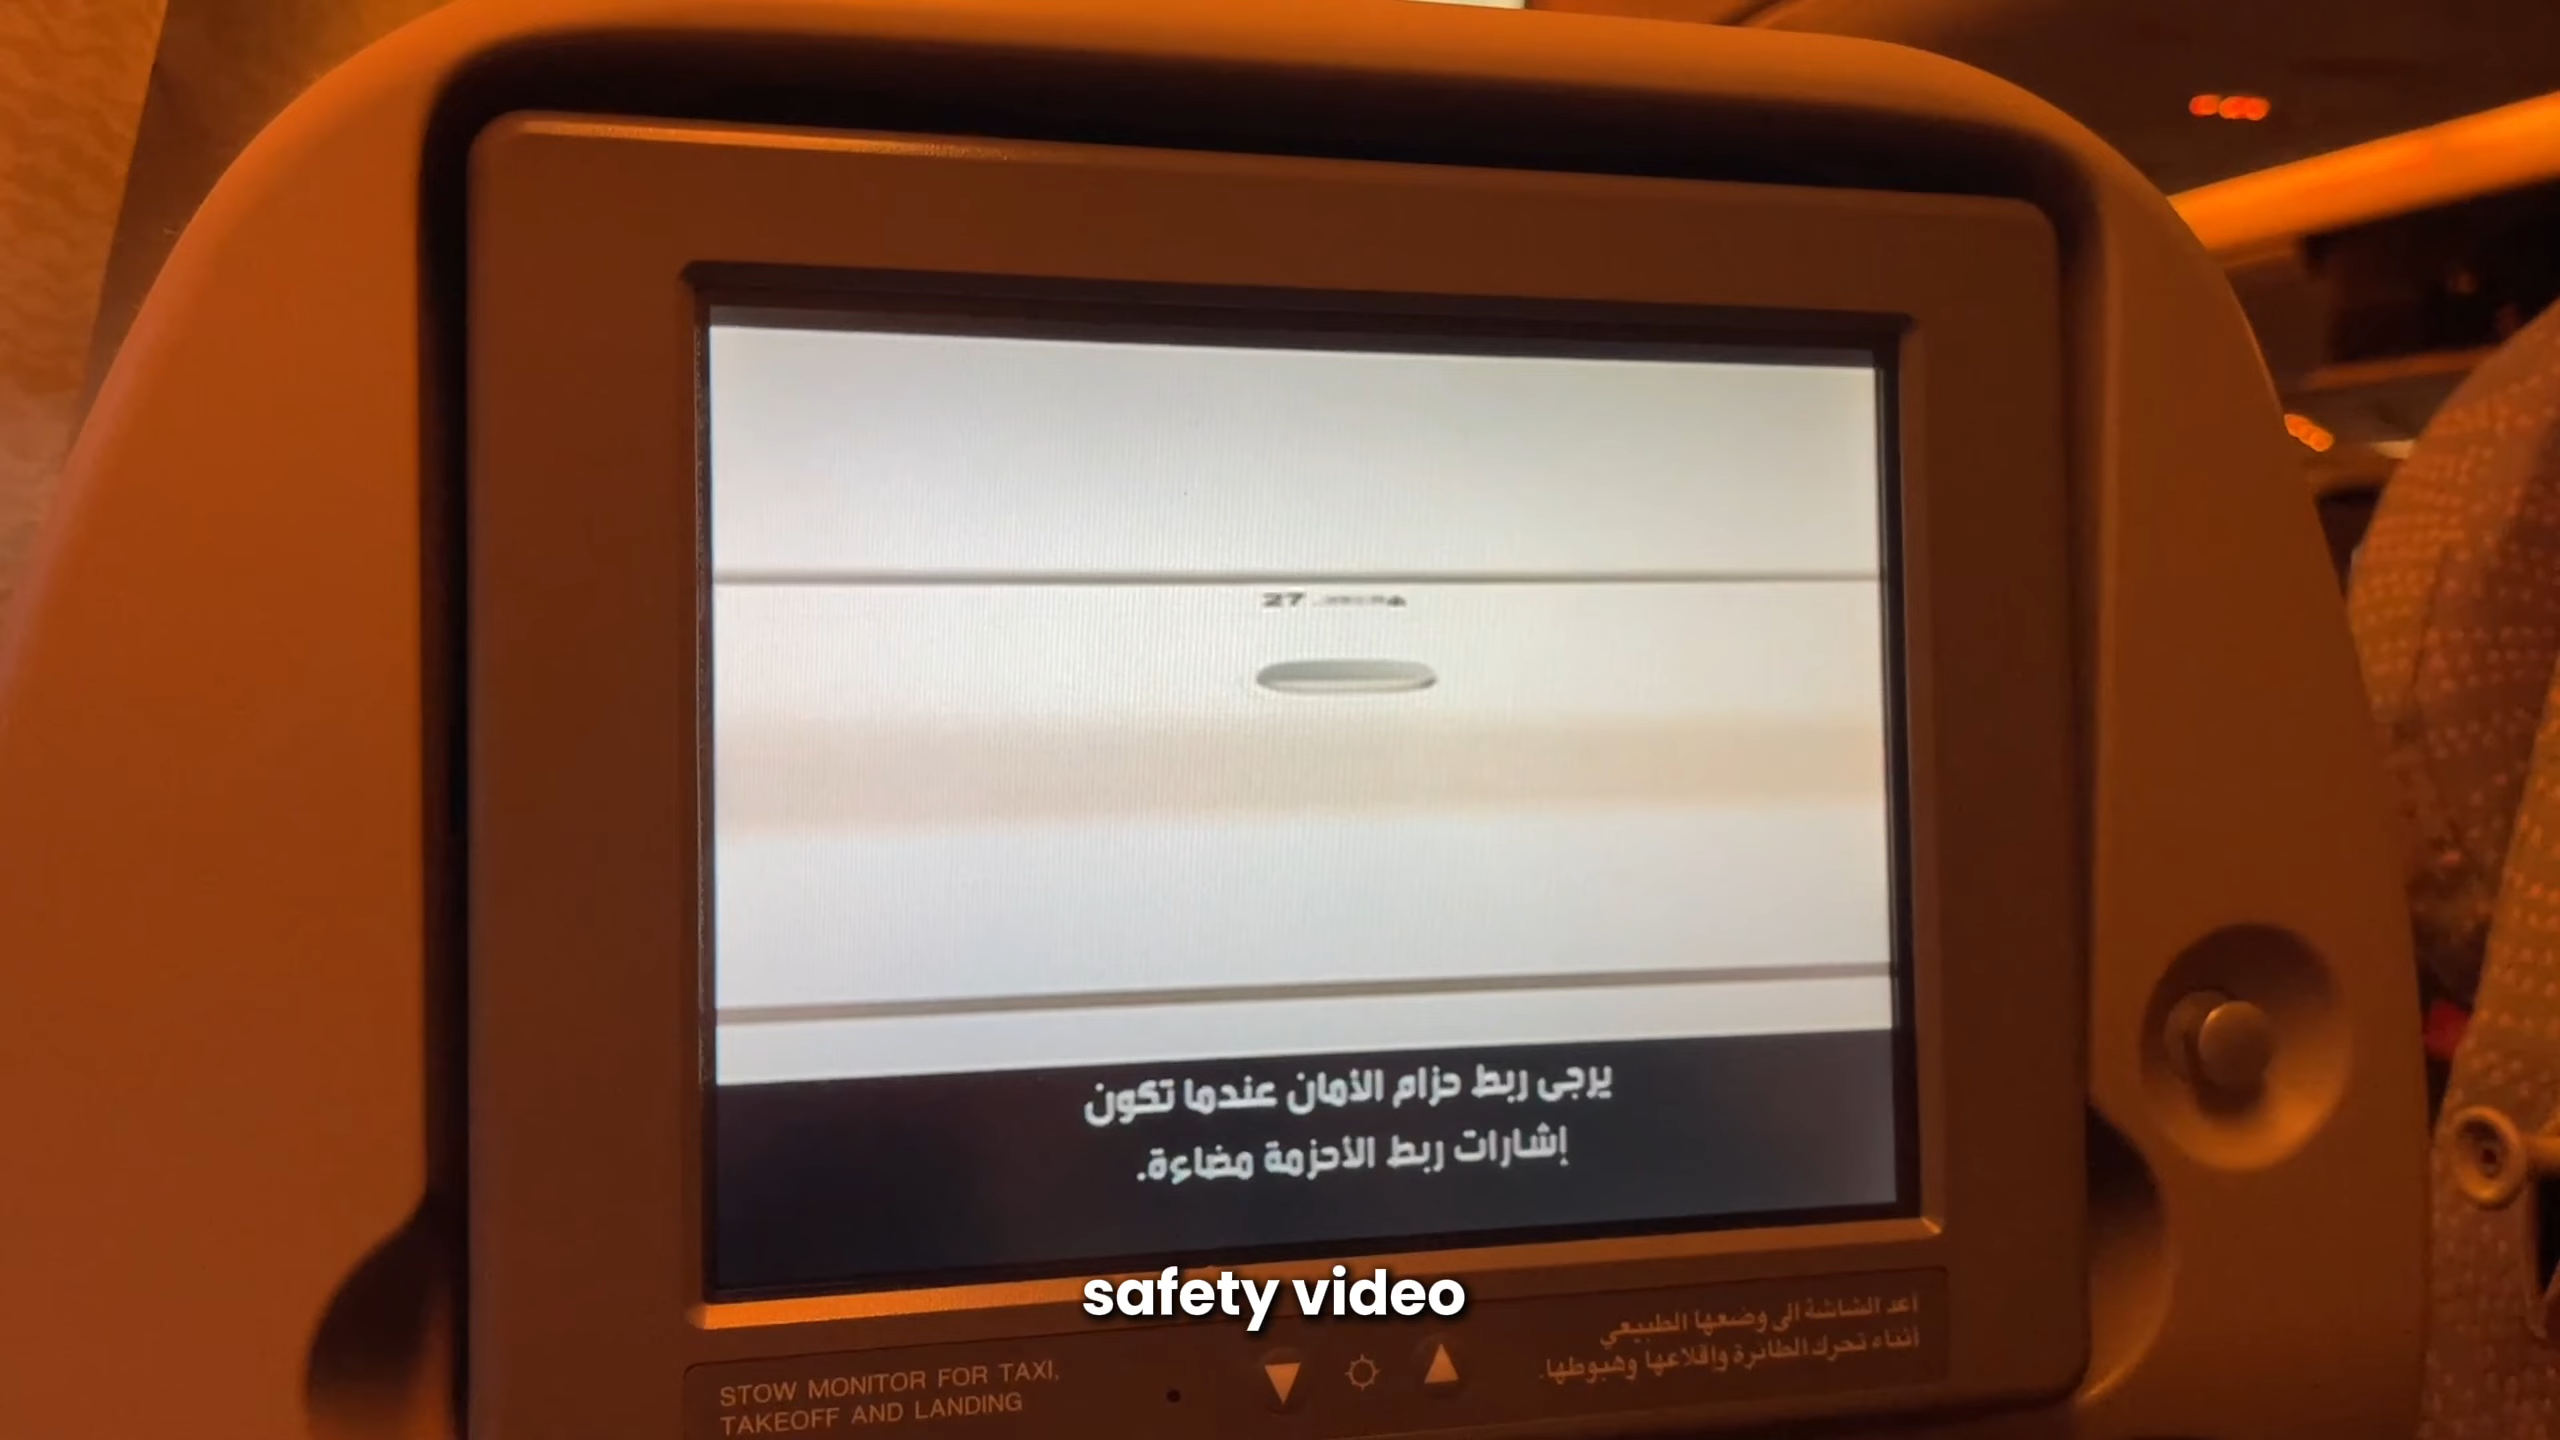 27
يرجى ربط حزام الأمان عندما تكون
إشارات ربط الأحزمة مضاءة.
safety video
STOW MONITOR FOR TAXI,
TAKEOFF AND LANDING
أعد الشاشة الى وضعها الطبيعي
أثناء تحرك الطائرة واقلاعها وهبوطها.